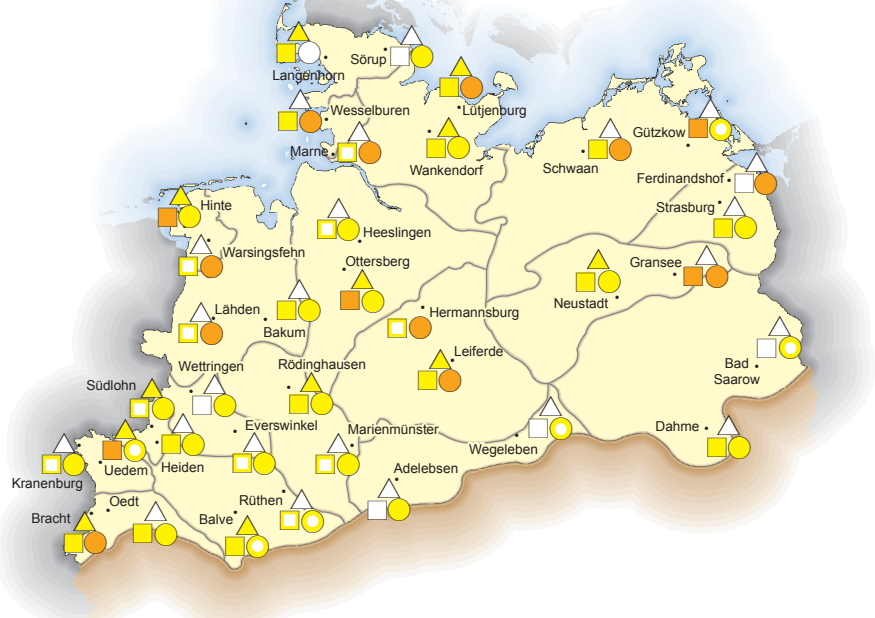 Sörup
Langenhorn
Wesselburen
Lütjenburg
Marne
Wankendorf
Gützkow
Schwaan
Ferdinandshof
Strasburg
Hinte
Heeslingen
Warsingsfehn
Ottersberg
Gransee
Neustadt
Lähden
Bakum
Hermannsburg
Leiferde
Bad
Saarow
Wettringen
Rödinghausen
Südlohn
Everswinkel
Marienmünster
Dahme
Wegeleben
Heiden
Uedem
Kranenburg
Adelebsen
Oedt
Rüthen
Bracht
Balve